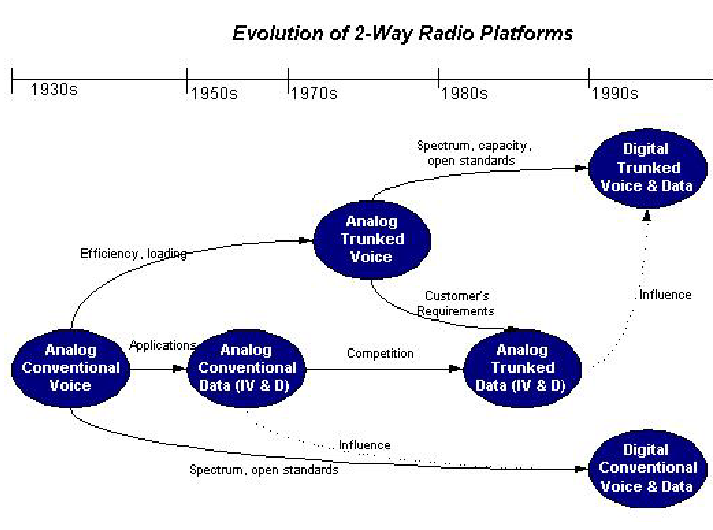 Evolution of 2-Way Radio Platforms
1930s
1950s
1970s
1980s
1990s
Spectrum, capacity,
open standards
Digital
Trunked
Voice & Data
Analog
Trunked
Voice
Efficiency, loading
Customer's
Requirements
Influence
Analog
Conventional
Voice
Applications
Analog
Conventional
Data (IV & D)
Competition
Analog
Trunked
Data (IV & D)
Influence
Spectrum, open standards
Digital
Conventional
Voice & Data